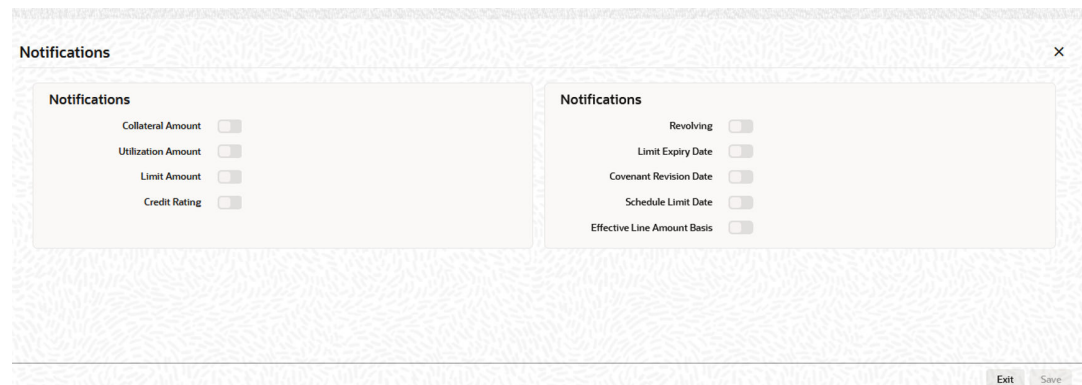 Notifications
Notifications
Collateral Amount
Utilization Amount
Limit Amount
Credit Rating
Notifications
Revolving
Limit Expiry Date
Covenant Revision Date
Schedule Limit Date
Effective Line Amount Basis
Exit
Save